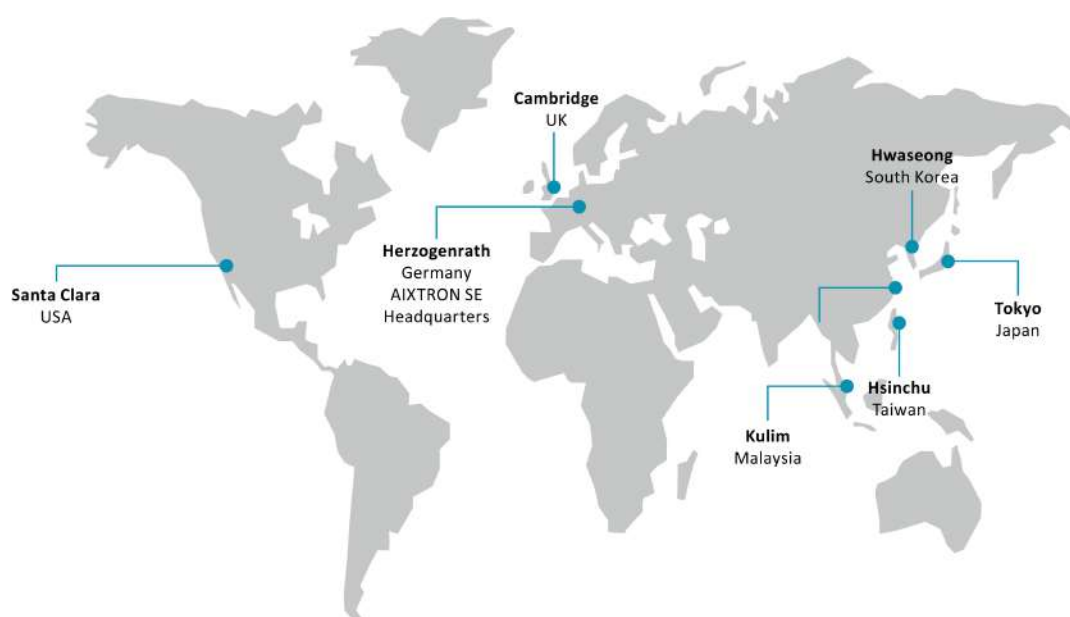 Cambridge
UK
Hwaseong
South Korea
Herzogenrath
Germany
AIXTRON SE
Headquarters
Santa Clara
USA
Tokyo
Japan
Hsinchu
Taiwan
Kulim
Malaysia